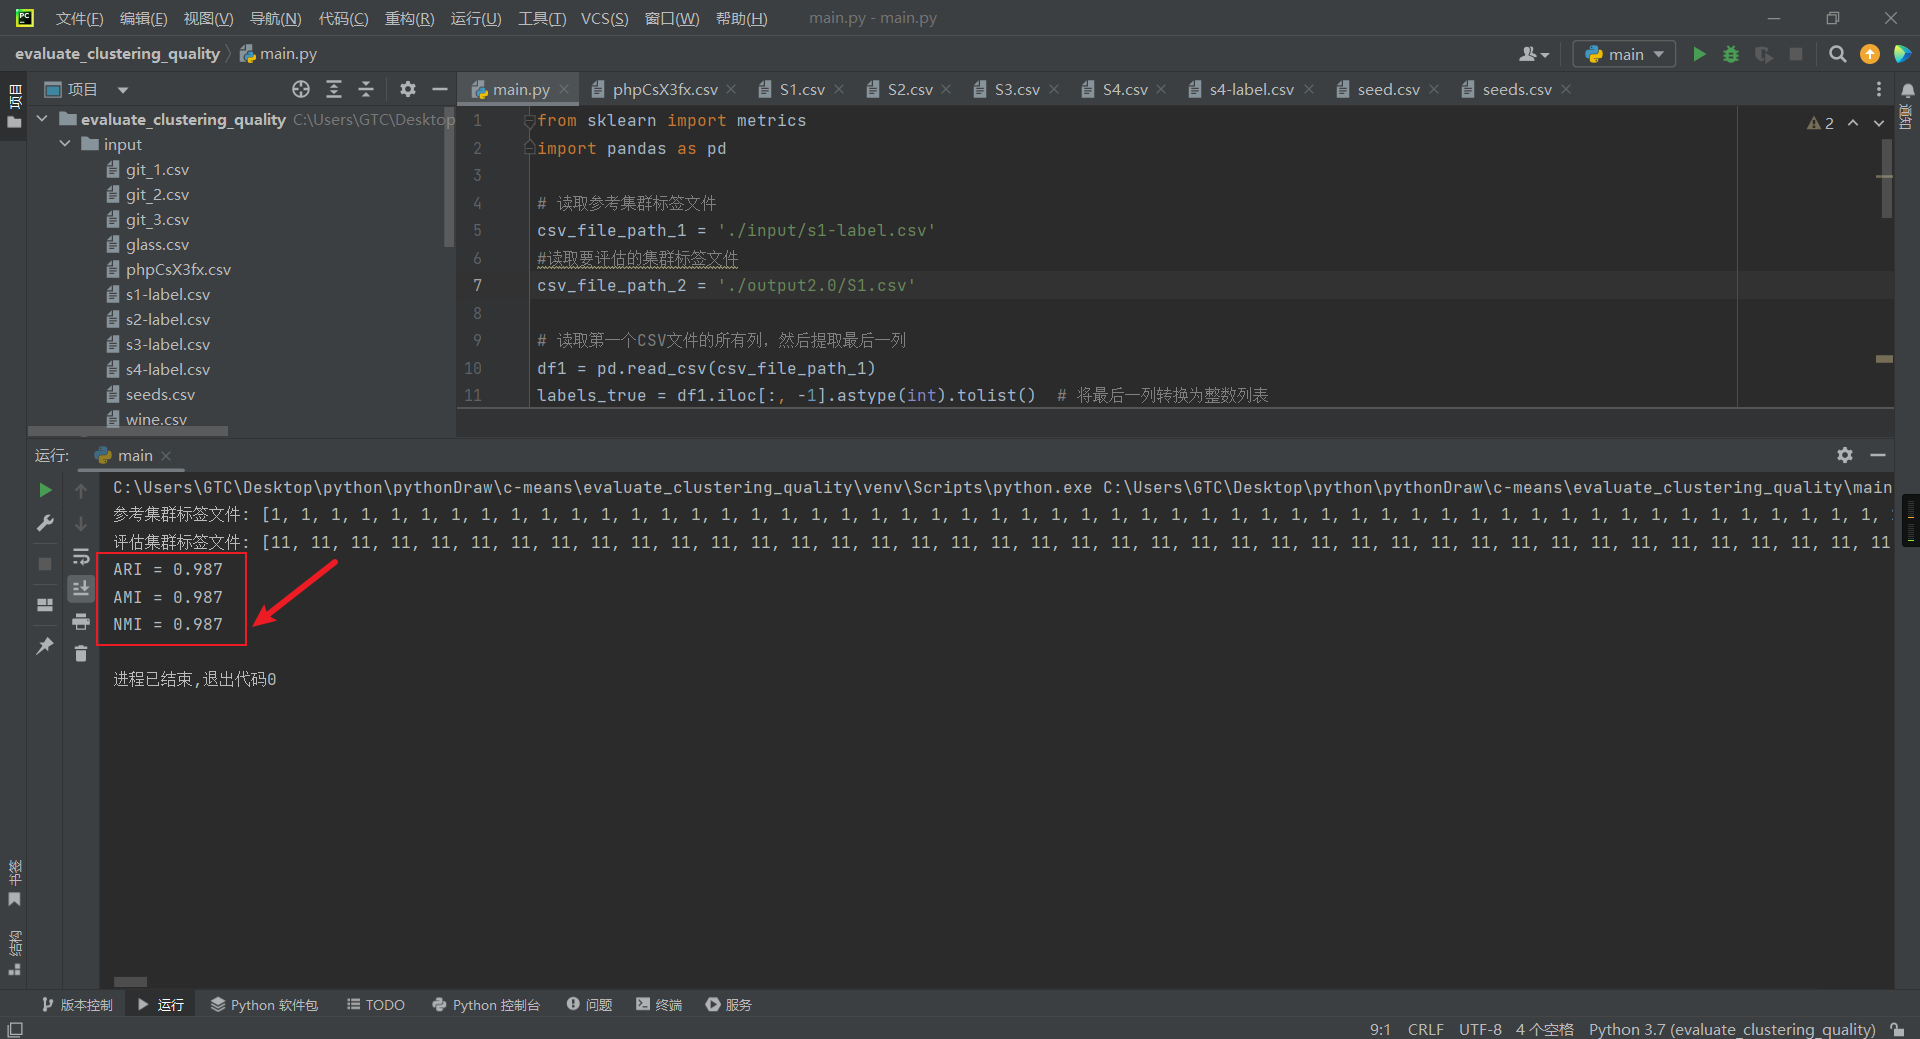 文件(F) 编辑(E) 视图(V) 导航(N) 代码(C) 重构(R) 运行(U) 工具(T) VCS(S) 窗口(W) 帮助(H) main.py - main.py
evaluate_clustering_quality main.py main
项目
项目
main.py phpCsX3fx.csv S1.csv S2.csv S3.csv S4.csv s4-label.csv seed.csv seeds.csv
通知
evaluate_clustering_quality C:\Users\GTC\Desktop
input
git_1.csv
git_2.csv
git_3.csv
glass.csv
phpCsX3fx.csv
s1-label.csv
s2-label.csv
s3-label.csv
s4-label.csv
seeds.csv
wine.csv
2
1 from sklearn import metrics
2 import pandas as pd
3
4 # 读取参考集群标签文件
5 csv_file_path_1 = './input/s1-label.csv'
6 #读取要评估的集群标签文件
7 csv_file_path_2 = './output2.0/S1.csv'
8
9 # 读取第一个CSV文件的所有列，然后提取最后一列
10 df1 = pd.read_csv(csv_file_path_1)
11 labels_true = df1.iloc[:, -1].astype(int).tolist() # 将最后一列转换为整数列表
运行: main
C:\Users\GTC\Desktop\python\pythonDraw\c-means\evaluate_clustering_quality\venv\Scripts\python.exe C:\Users\GTC\Desktop\python\pythonDraw\c-means\evaluate_clustering_quality\main
参考集群标签文件: [1, 1, 1, 1, 1, 1, 1, 1, 1, 1, 1, 1, 1, 1, 1, 1, 1, 1, 1, 1, 1, 1, 1, 1, 1, 1, 1, 1, 1, 1, 1, 1, 1, 1, 1, 1, 1, 1, 1, 1, 1, 1, 1, 1, 1, 1, 1, 1, 1, 1, 1, 1, 1, 1,
评估集群标签文件: [11, 11, 11, 11, 11, 11, 11, 11, 11, 11, 11, 11, 11, 11, 11, 11, 11, 11, 11, 11, 11, 11, 11, 11, 11, 11, 11, 11, 11, 11, 11, 11, 11, 11, 11, 11, 11, 11, 11, 11, 11
ARI = 0.987
AMI = 0.987
NMI = 0.987
进程已结束,退出代码0
书签
结构
版本控制 运行 Python 软件包 TODO Python 控制台 问题 终端 服务
9:1 CRLF UTF-8 4 个空格 Python 3.7 (evaluate_clustering_quality)